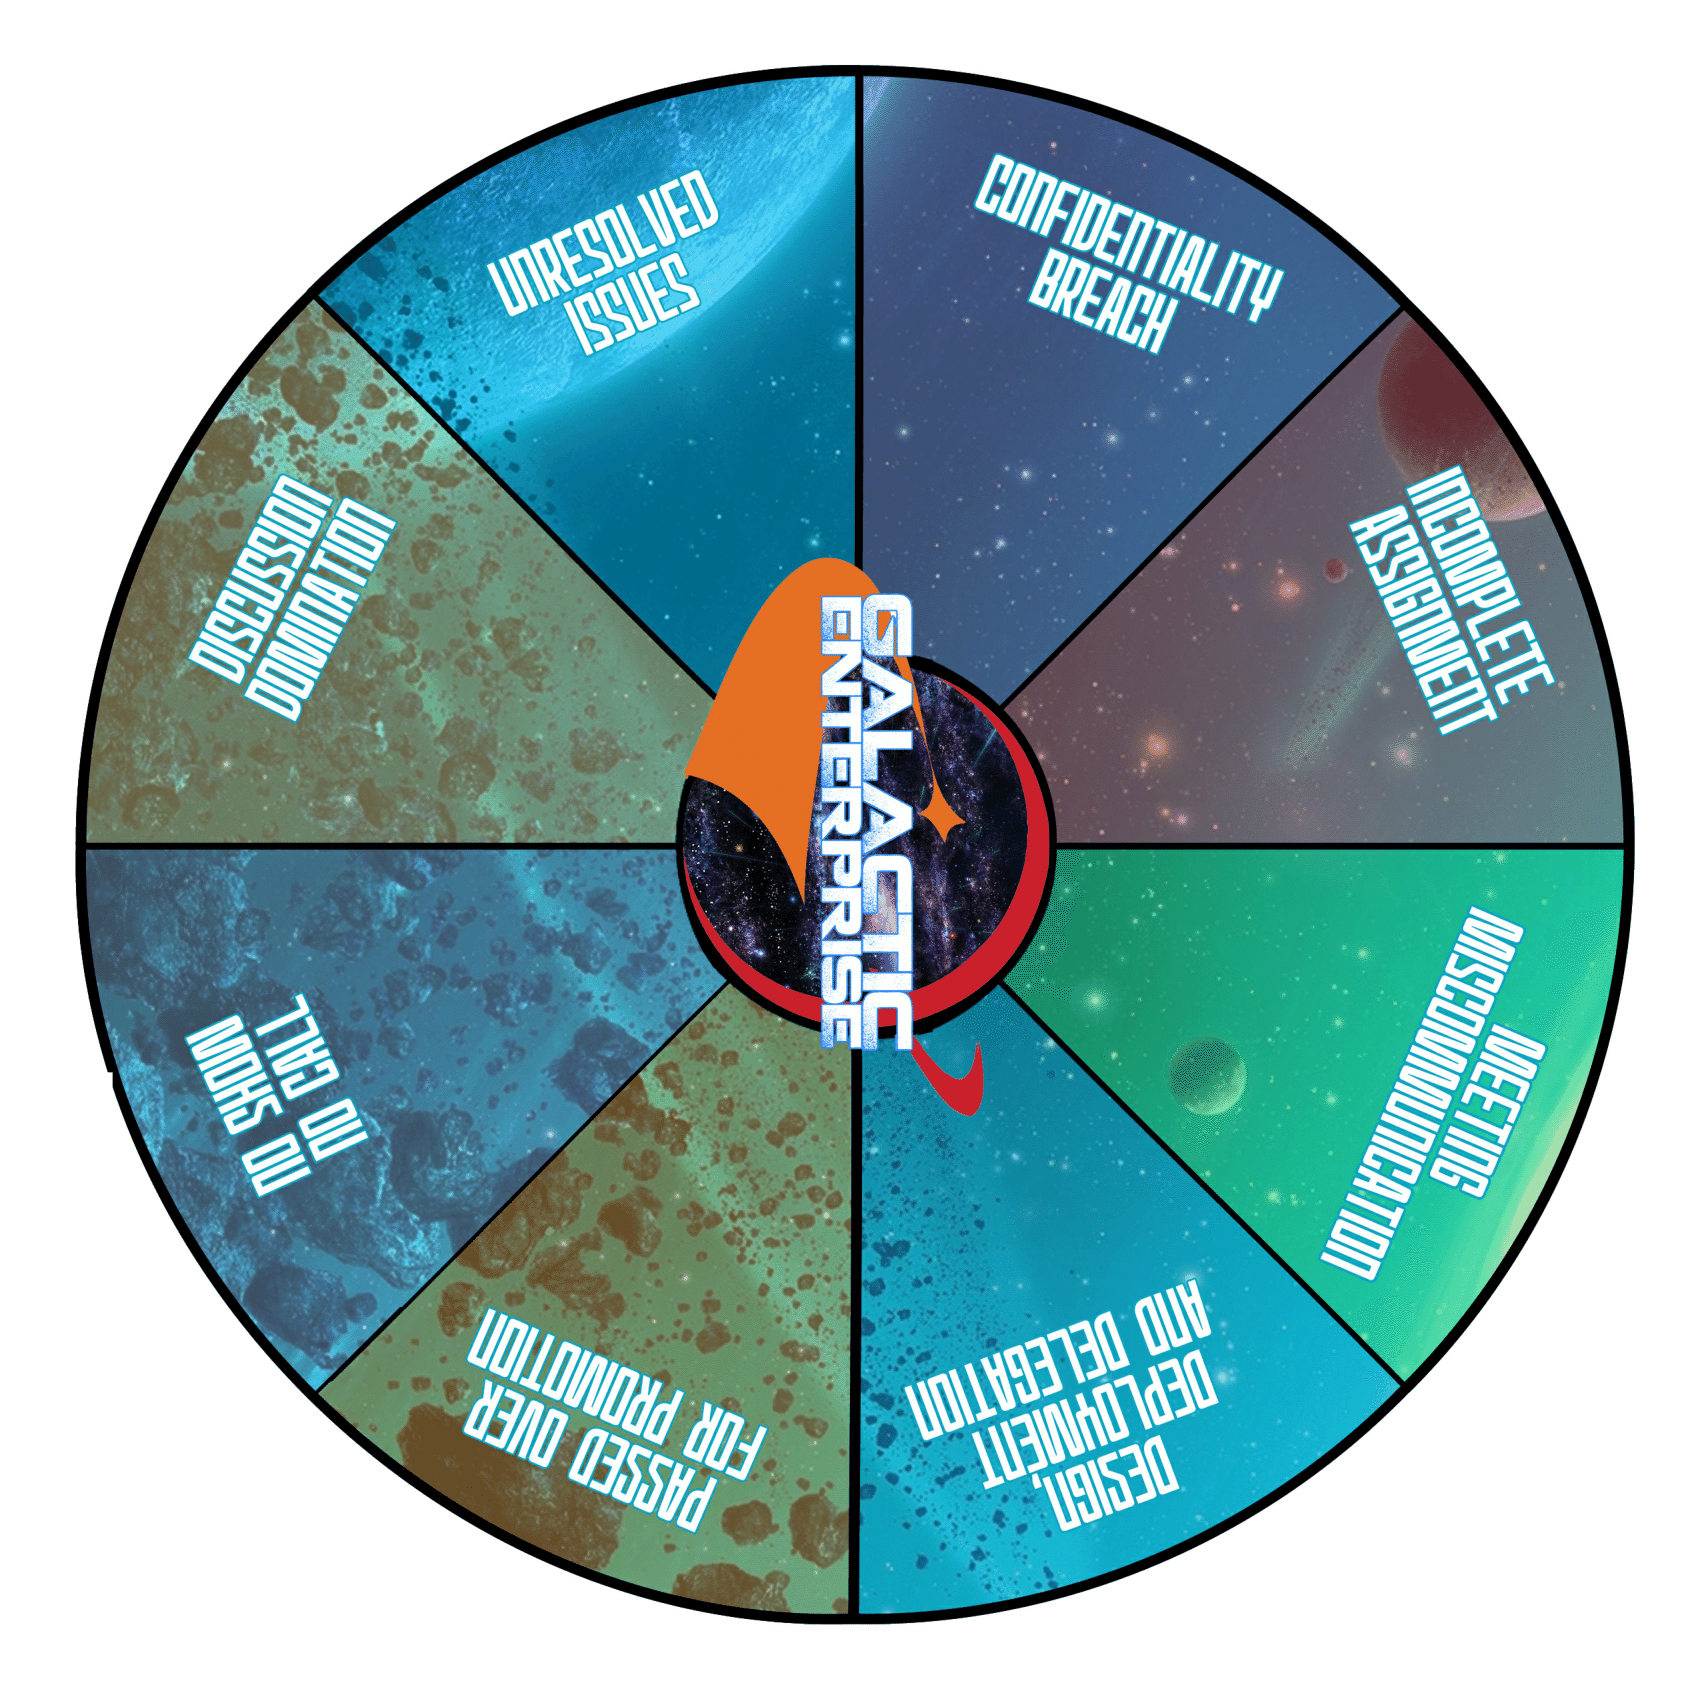 CONFIDENTIALITY
BREACH
INCOMPLETE
ASSIGNMENT
MEETING
MISCOMMUNICATION
DESIGN,
DEPLOYMENT
AND DELEGATION
PASSED OVER
FOR PROMOTION
NO SHOW
NO CALL
DISCUSSION
DOMINATION
UNRESOLVED
ISSUES
GALACTIC
ENTERPRISE